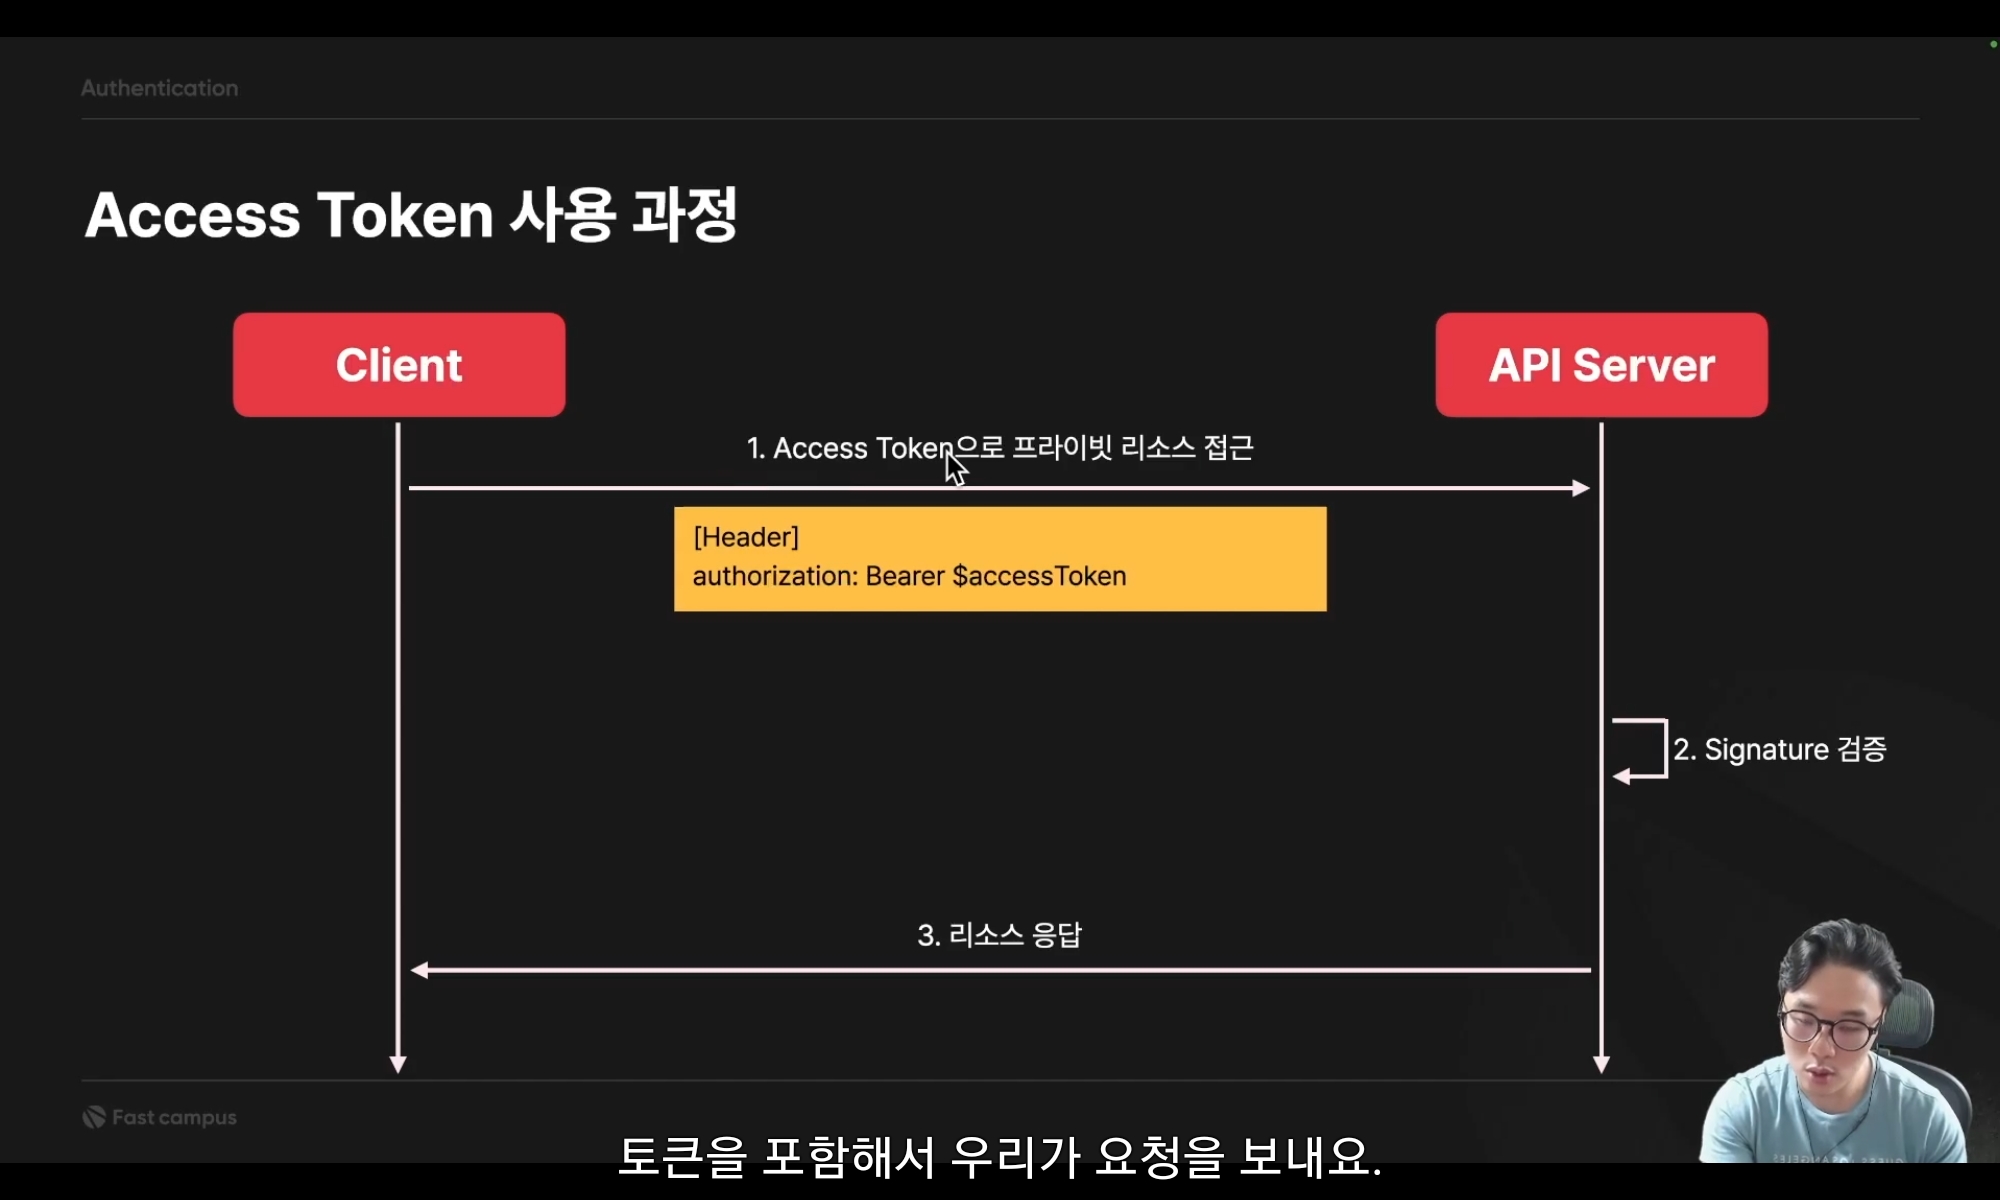 Authentication
Access Token 사용 과정
Client
API Server
1. Access Token으로 프라이빗 리소스 접근
[Header]
authorization: Bearer $accessToken
2. Signature 검증
3. 리소스 응답
Fast campus
토큰을 포함해서 우리가 요청을 보내요.